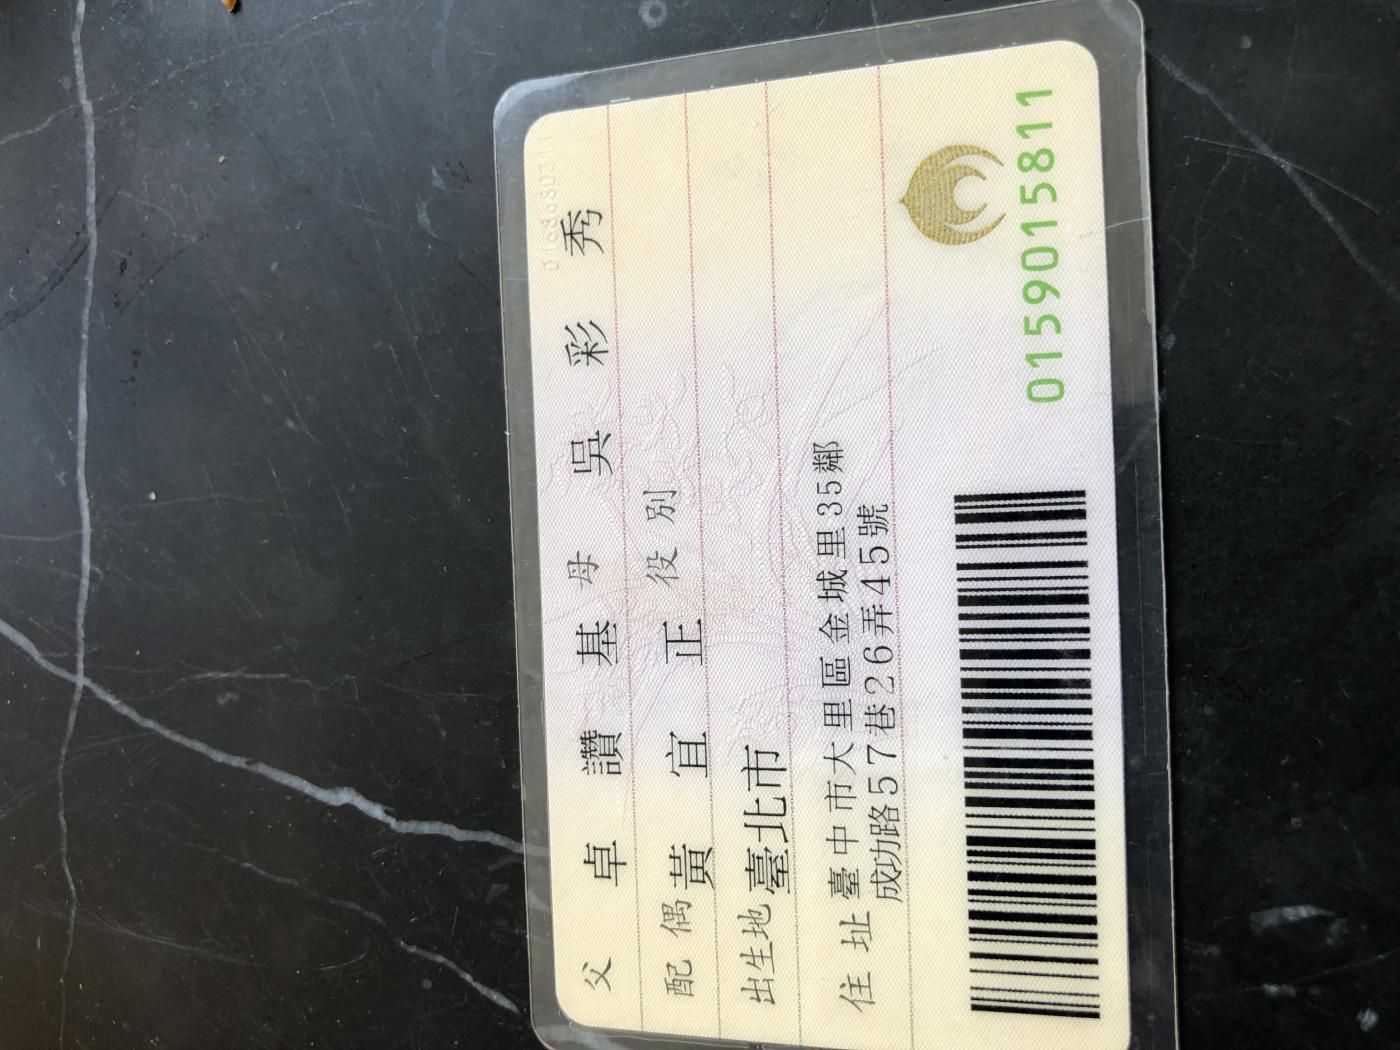 父 卓 讚 基 母 吳 彩 秀
配偶 黃 宜 正 役別
出生地 臺北市
住址 臺中市大里區金城里35鄰
成功路57巷26弄45號
0159015811